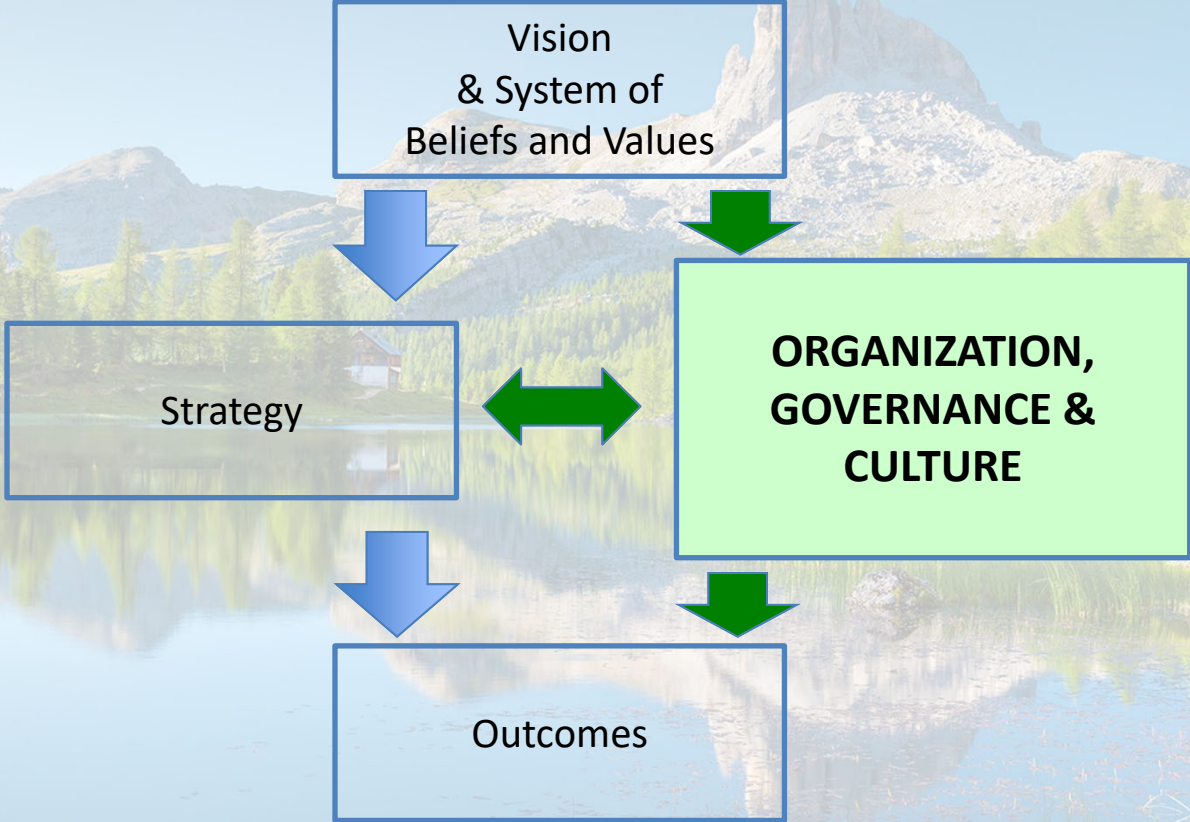 Vision
& System of
Beliefs and Values
Strategy
ORGANIZATION,
GOVERNANCE &
CULTURE
Outcomes